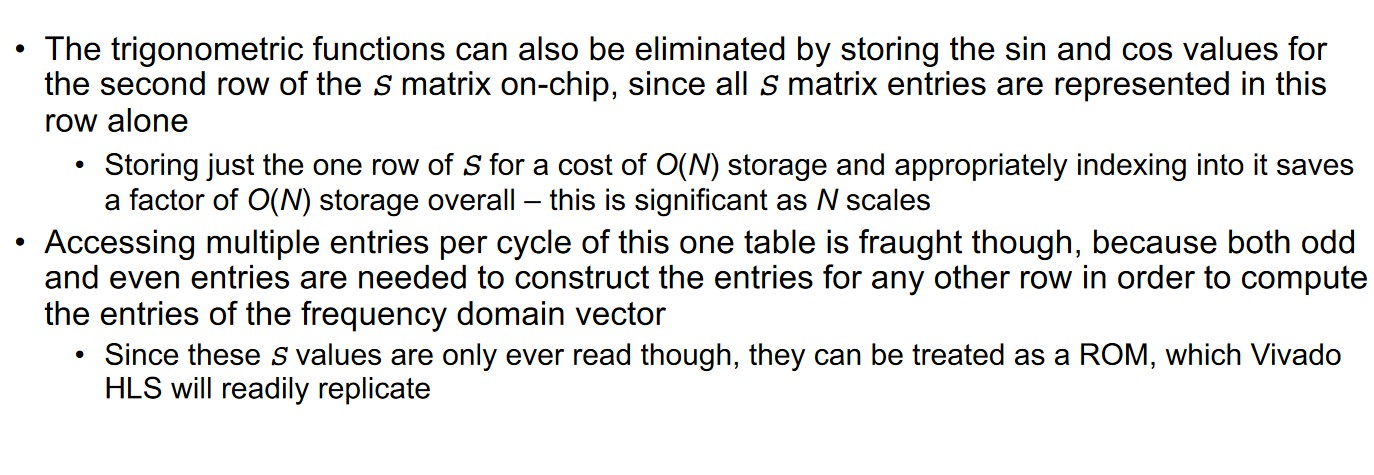 • The trigonometric functions can also be eliminated by storing the sin and cos values for
the second row of the S matrix on-chip, since all S matrix entries are represented in this
row alone
• Storing just the one row of S for a cost of O(N) storage and appropriately indexing into it saves
a factor of O(N) storage overall – this is significant as N scales
• Accessing multiple entries per cycle of this one table is fraught though, because both odd
and even entries are needed to construct the entries for any other row in order to compute
the entries of the frequency domain vector
• Since these S values are only ever read though, they can be treated as a ROM, which Vivado
HLS will readily replicate